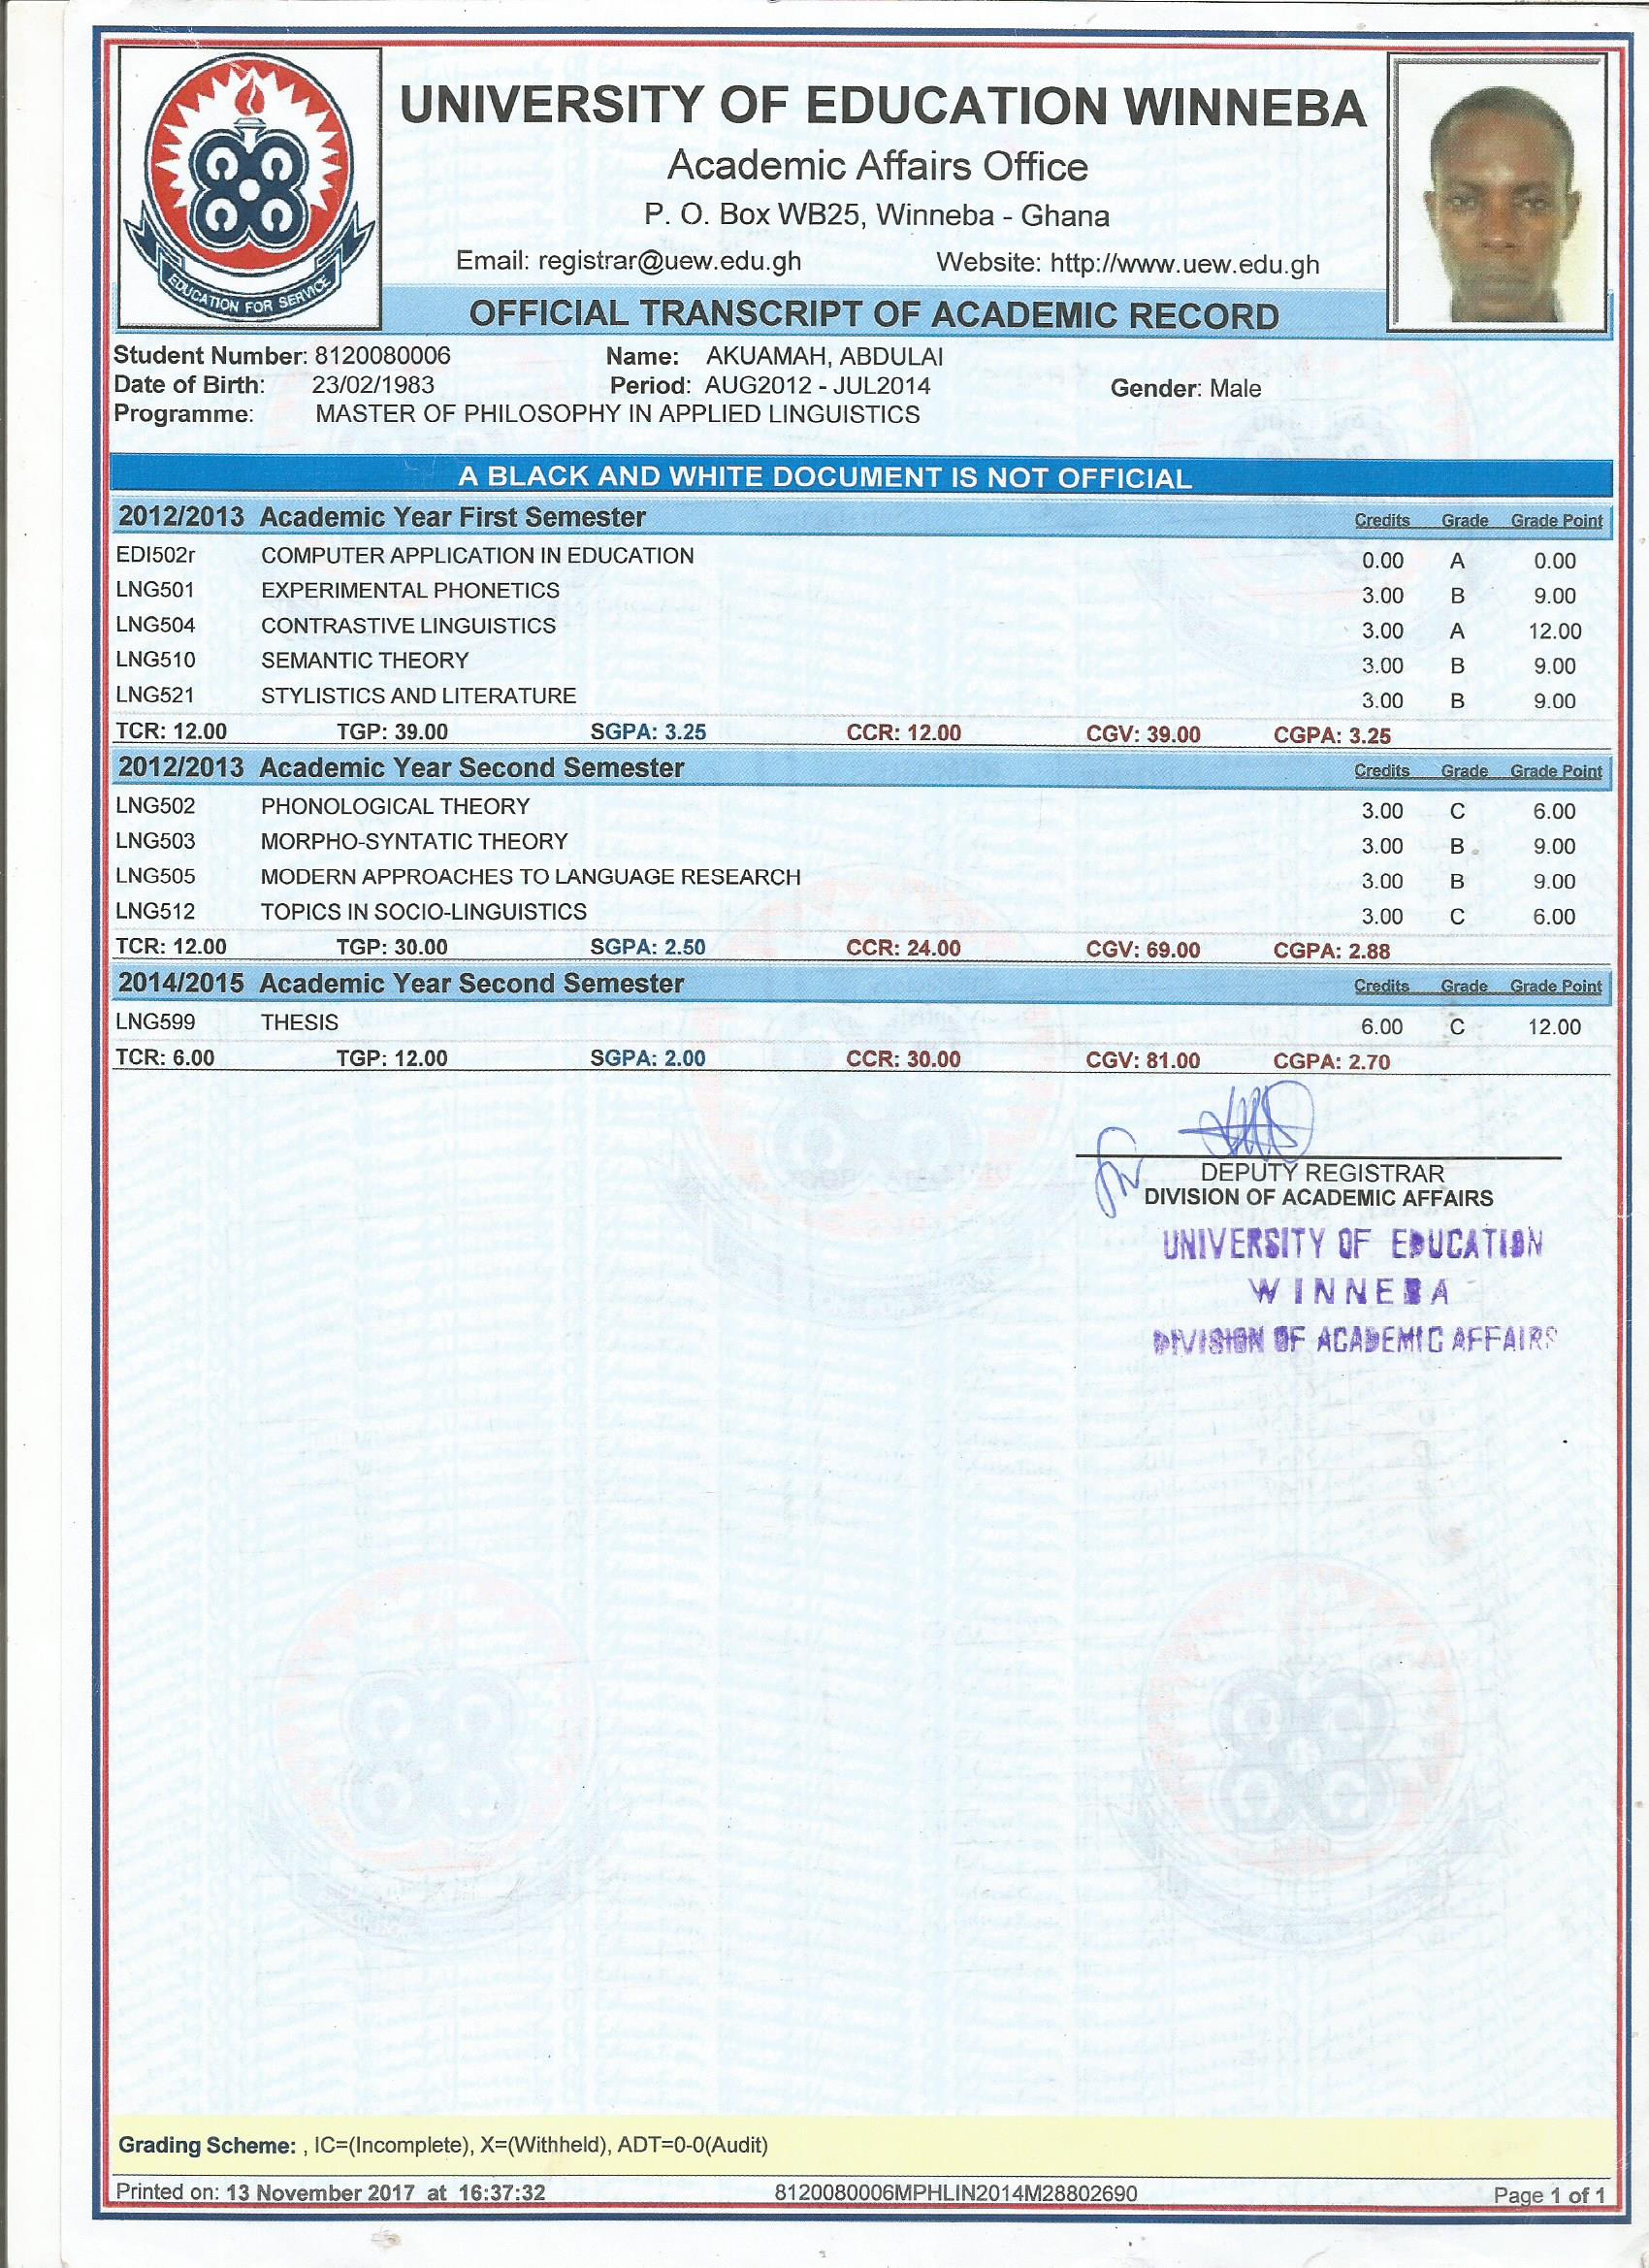 UNIVERSITY OF EDUCATION WINNEBA
Academic Affairs Office
P. O. Box WB25, Winneba - Ghana
Email: registrar@uew.edu.gh Website: http://www.uew.edu.gh
EDUCATION FOR SERVICE
OFFICIAL TRANSCRIPT OF ACADEMIC RECORD
Student Number: 8120080006 Name: AKUAMAH, ABDULAI
Date of Birth: 23/02/1983 Period: AUG2012 - JUL2014 Gender: Male
Programme: MASTER OF PHILOSOPHY IN APPLIED LINGUISTICS
A BLACK AND WHITE DOCUMENT IS NOT OFFICIAL
2012/2013 Academic Year First Semester Credits Grade Grade Point
EDI502r COMPUTER APPLICATION IN EDUCATION 0.00 A 0.00
LNG501 EXPERIMENTAL PHONETICS 3.00 B 9.00
LNG504 CONTRASTIVE LINGUISTICS 3.00 A 12.00
LNG510 SEMANTIC THEORY 3.00 B 9.00
LNG521 STYLISTICS AND LITERATURE 3.00 B 9.00
TCR: 12.00 TGP: 39.00 SGPA: 3.25 CCR: 12.00 CGV: 39.00 CGPA: 3.25
2012/2013 Academic Year Second Semester Credits Grade Grade Point
LNG502 PHONOLOGICAL THEORY 3.00 C 6.00
LNG503 MORPHO-SYNTATIC THEORY 3.00 B 9.00
LNG505 MODERN APPROACHES TO LANGUAGE RESEARCH 3.00 B 9.00
LNG512 TOPICS IN SOCIO-LINGUISTICS 3.00 C 6.00
TCR: 12.00 TGP: 30.00 SGPA: 2.50 CCR: 24.00 CGV: 69.00 CGPA: 2.88
2014/2015 Academic Year Second Semester Credits Grade Grade Point
LNG599 THESIS 6.00 C 12.00
TCR: 6.00 TGP: 12.00 SGPA: 2.00 CCR: 30.00 CGV: 81.00 CGPA: 2.70
DEPUTY REGISTRAR
DIVISION OF ACADEMIC AFFAIRS
UNIVERSITY OF EDUCATION
WINNEBA
DIVISION OF ACADEMIC AFFAIRS
Grading Scheme: , IC=(Incomplete), X=(Withheld), ADT=0-0(Audit)
Printed on: 13 November 2017 at 16:37:32 8120080006MPHLIN2014M28802690 Page 1 of 1